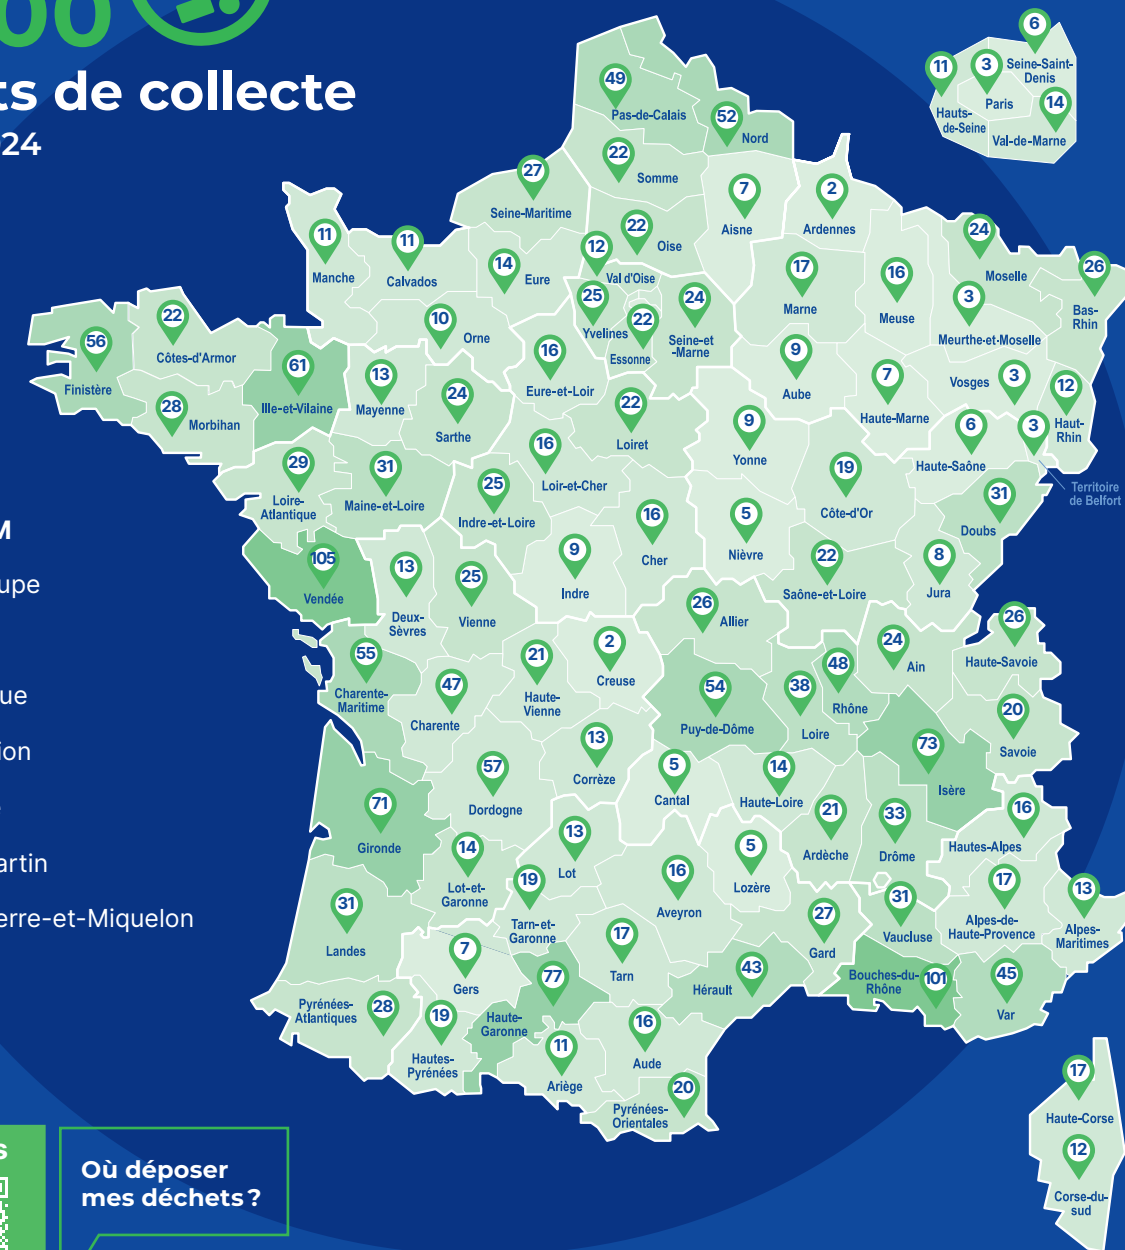 00
ts de collecte
24
6
Seine-Saint-
Denis
11
3
Paris
14
Hauts-
de-Seine
Val-de-Marne
49
Pas-de-Calais
52
Nord
22
Somme
27
Seine-Maritime
7
Aisne
2
Ardennes
11
Manche
11
Calvados
14
Eure
22
Oise
12
Val d'Oise
17
Marne
16
Meuse
24
Moselle
26
Bas-
Rhin
3
Meurthe-et-Moselle
25
Yvelines
22
Essonne
24
Seine-et
-Marne
10
Orne
22
Côtes-d'Armor
56
Finistère
61
Ille-et-Vilaine
28
Morbihan
13
Mayenne
24
Sarthe
16
Eure-et-Loir
9
Aube
7
Haute-Marne
3
Vosges
12
Haut-
Rhin
22
Loiret
9
Yonne
6
Haute-Saône
3
Territoire
de Belfort
29
Loire-
Atlantique
31
Maine-et-Loire
25
Indre-et-Loire
16
Loir-et-Cher
19
Côte-d'Or
31
Doubs
16
Cher
5
Nièvre
8
Jura
M
upe
105
Vendée
13
Deux-
Sèvres
25
Vienne
9
Indre
22
Saône-et-Loire
26
Allier
24
Ain
26
Haute-Savoie
55
Charente-
Maritime
47
Charente
21
Haute-
Vienne
2
Creuse
54
Puy-de-Dôme
38
Loire
48
Rhône
20
Savoie
73
Isère
ue
ion
57
Dordogne
13
Corrèze
5
Cantal
14
Haute-Loire
21
Ardèche
33
Drôme
16
Hautes-Alpes
71
Gironde
14
Lot-et-
Garonne
13
Lot
16
Aveyron
5
Lozère
17
Alpes-de-
Haute-Provence
13
Alpes-
Maritimes
artin
erre-et-Miquelon
31
Landes
19
Tarn-et-
Garonne
17
Tarn
27
Gard
31
Vaucluse
7
Gers
77
Haute-
Garonne
43
Hérault
Bouches-du-
Rhône
101
45
Var
Pyrénées-
Atlantiques
28
19
Hautes-
Pyrénées
11
Ariège
16
Aude
20
Pyrénées-
Orientales
17
Haute-Corse
12
Corse-du-
sud
s
Où déposer
mes déchets ?